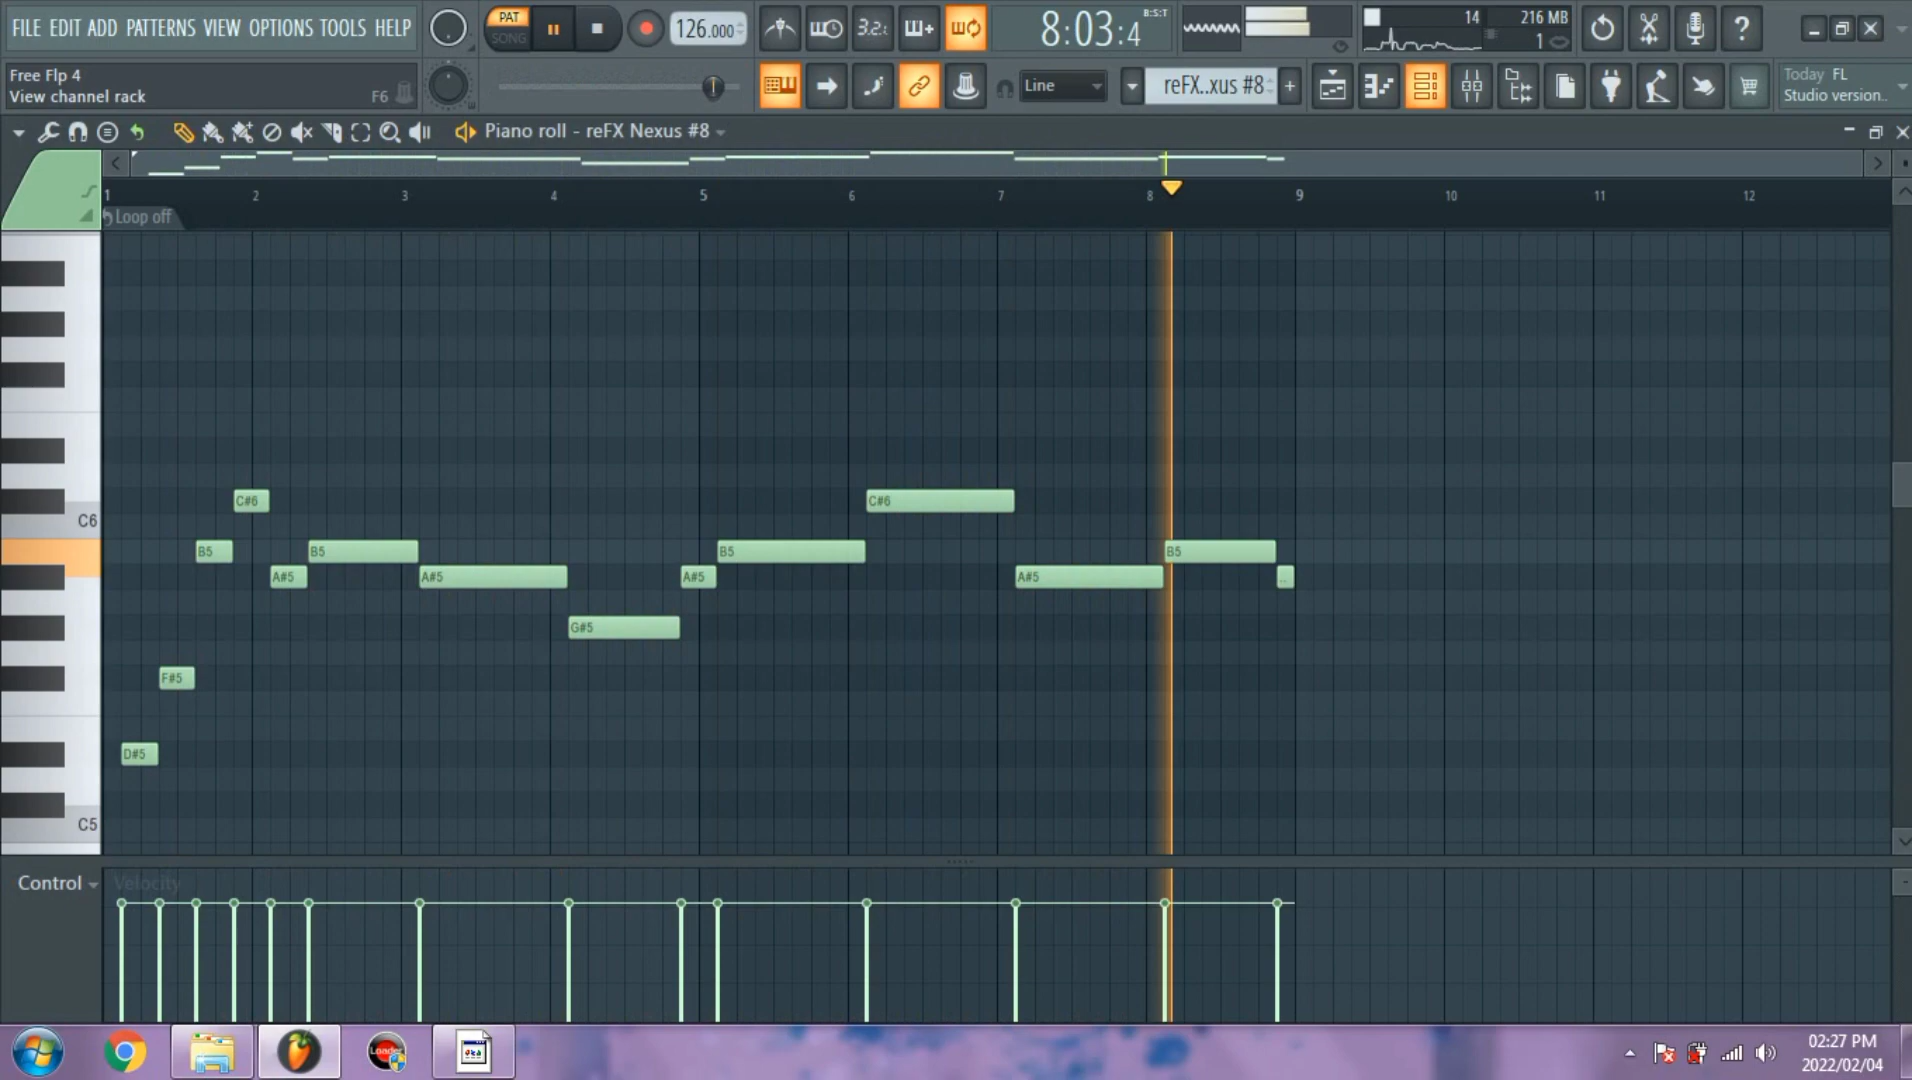 FILE EDIT ADD PATTERNS VIEW OPTIONS TOOLS HELP
PAT
SONG
126.000
3.2.
8:03:4
B:S:T
14
216 MB
1
Free Flp 4
View channel rack
F6
Line
reFX..xus #8
Today FL
Studio version..
Piano roll - reFX Nexus #8
1 2 3 4 5 6 7 8 9 10 11 12
Loop off
C#6
C#6
C6
B5
B5
B5
B5
A#5
A#5
A#5
A#5
..
G#5
F#5
D#5
C5
Control
Velocity
Loader
02:27 PM
2022/02/04